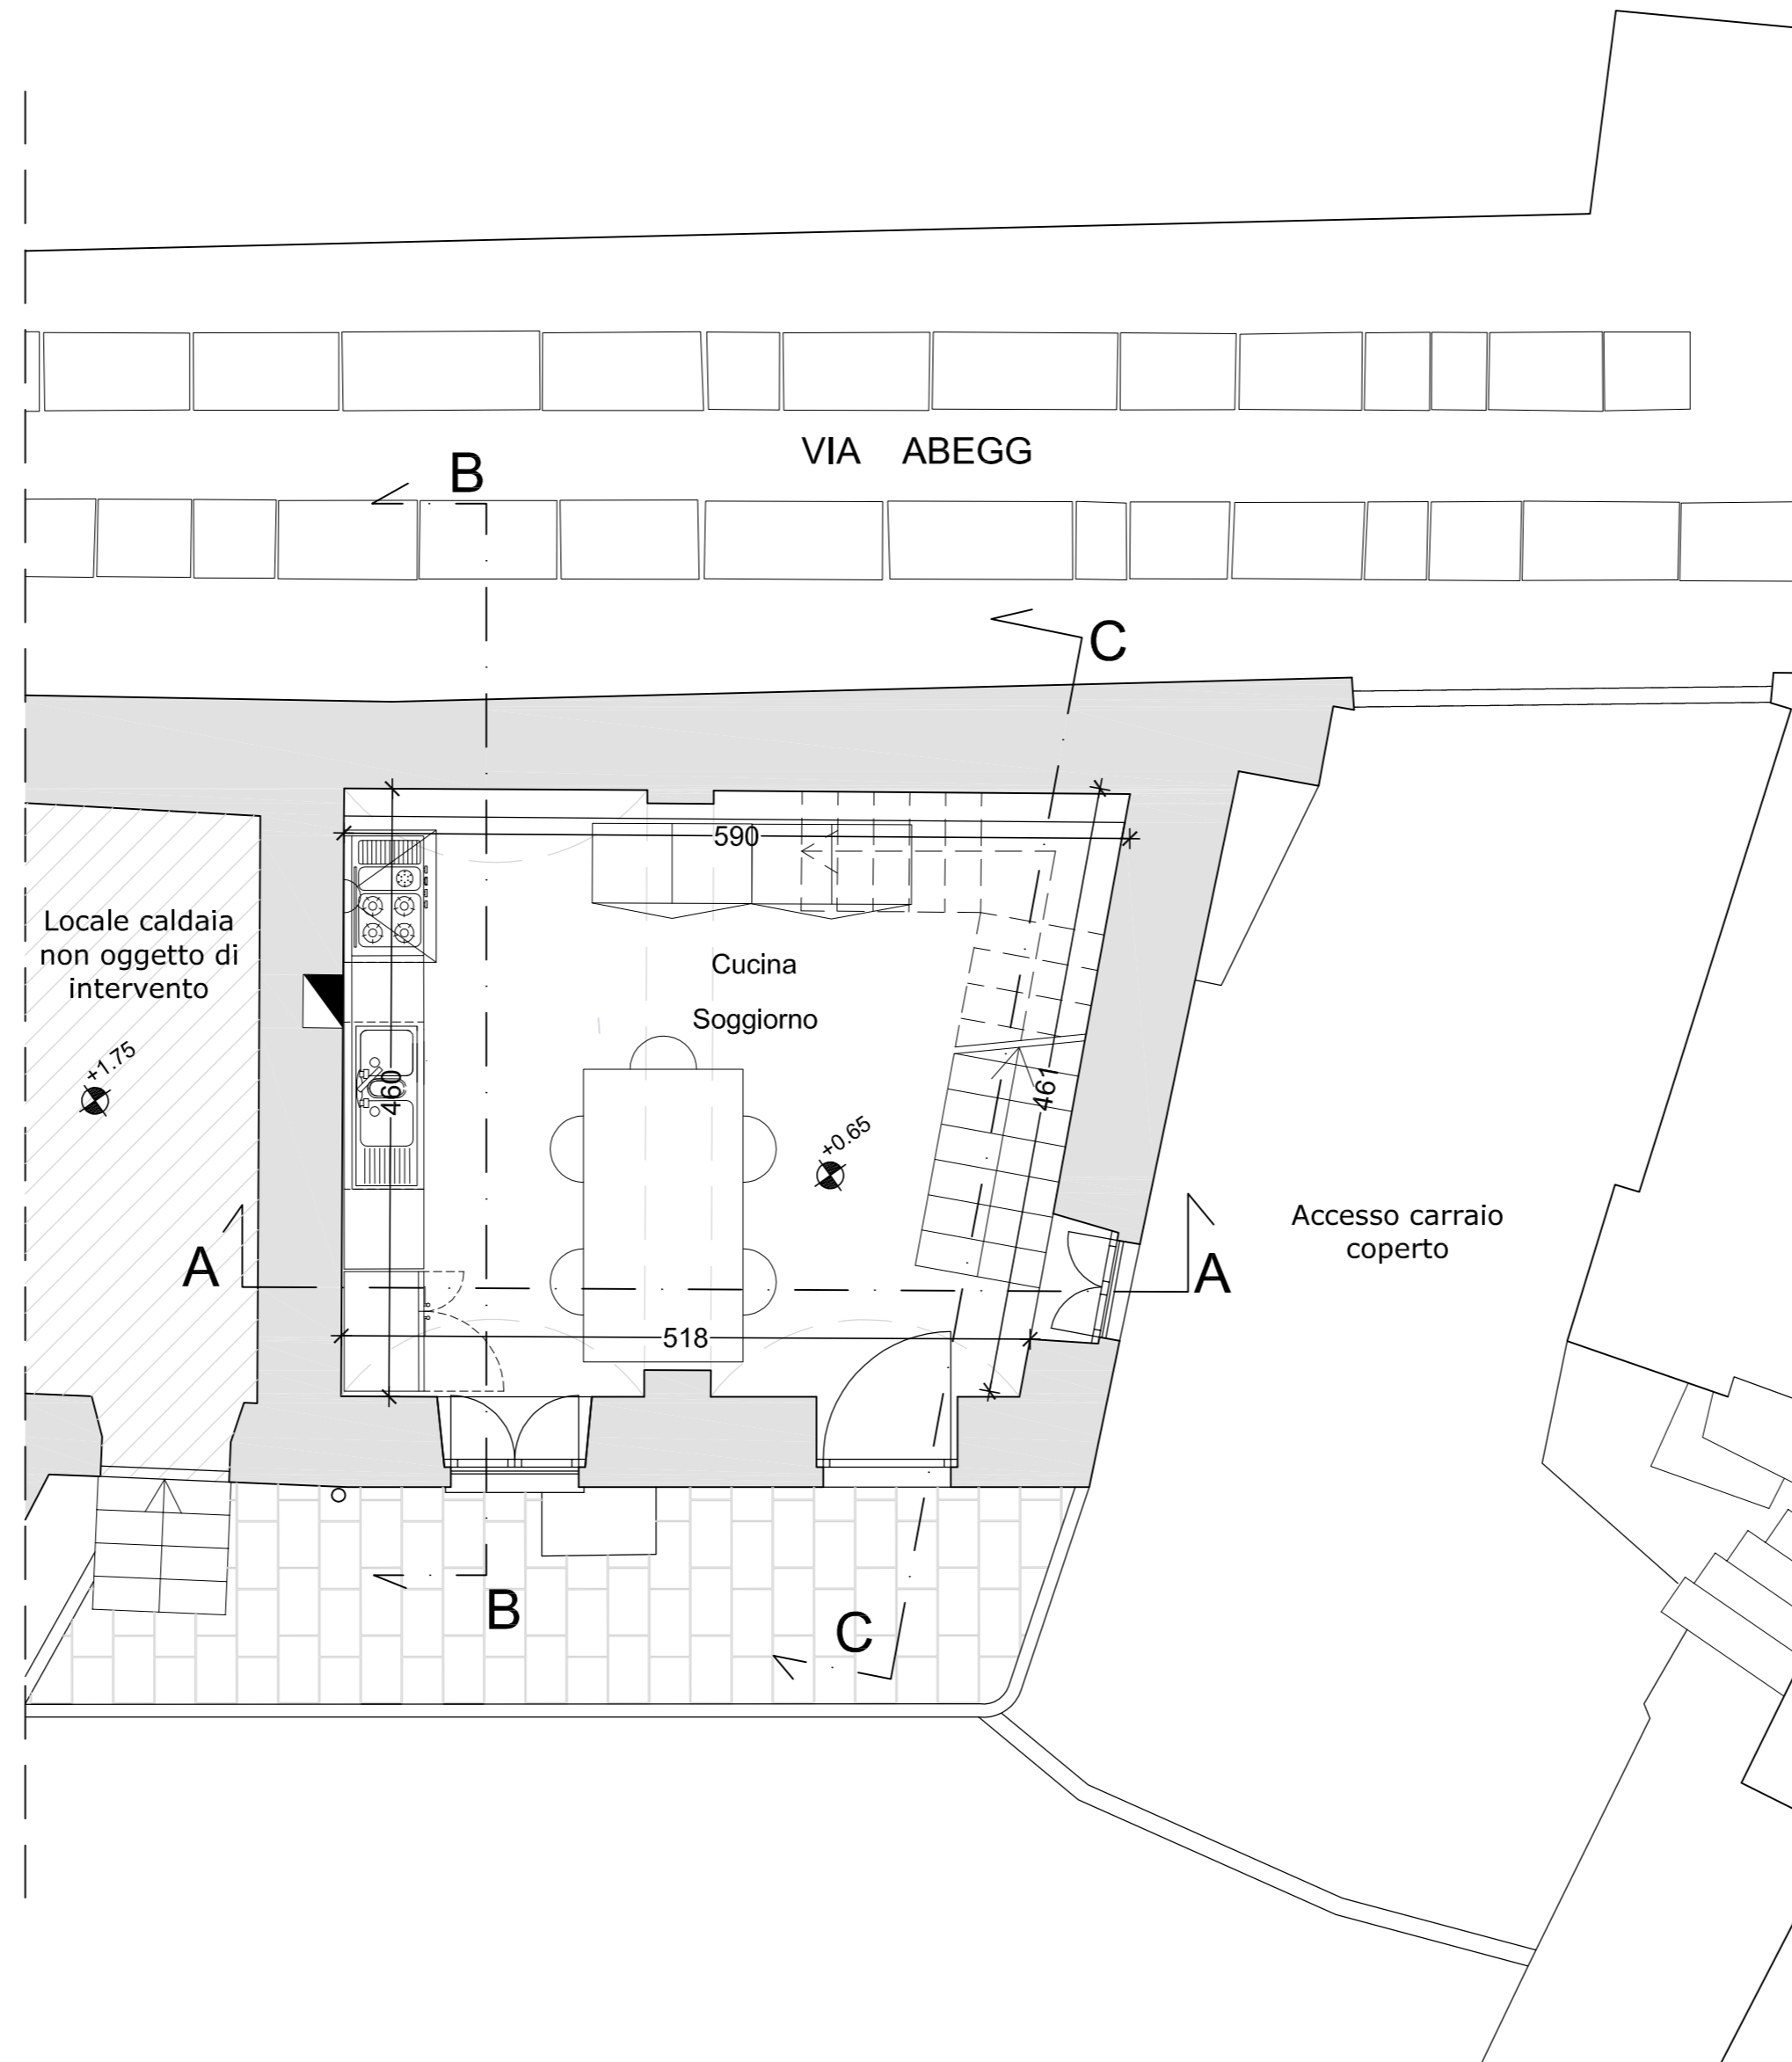 VIA ABEGG
B
C
590
Locale caldaia
non oggetto di
intervento
Cucina
Soggiorno
+1.75
460
461
+0.65
A
A
Accesso carraio
coperto
518
B
C